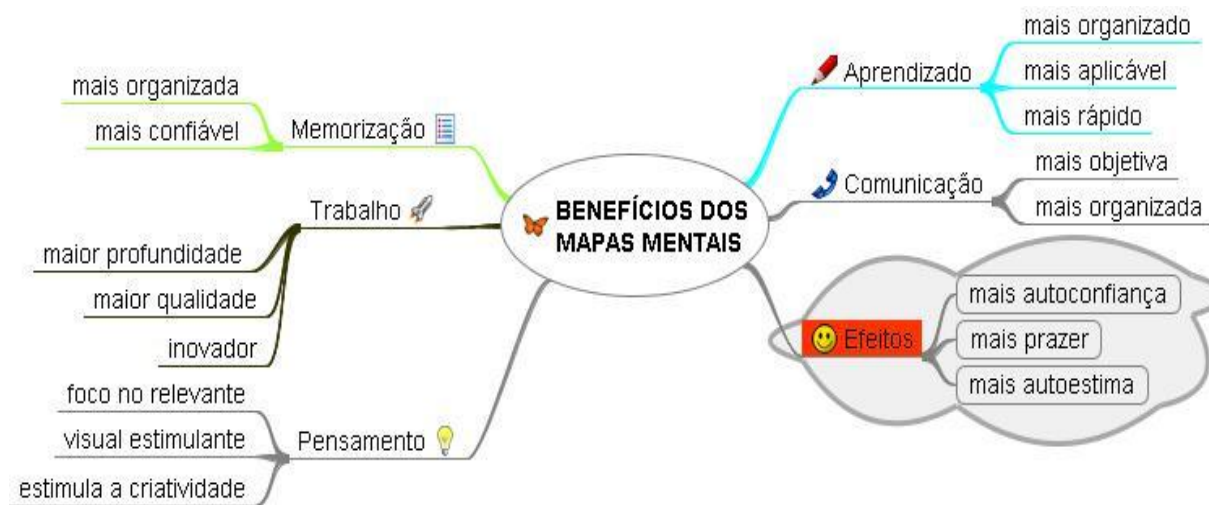 BENEFÍCIOS DOS
MAPAS MENTAIS
Memorização
mais organizada
mais confiável
Trabalho
maior profundidade
maior qualidade
inovador
Pensamento
foco no relevante
visual estimulante
estimula a criatividade
Aprendizado
mais organizado
mais aplicável
mais rápido
Comunicação
mais objetiva
mais organizada
Efeitos
mais autoconfiança
mais prazer
mais autoestima